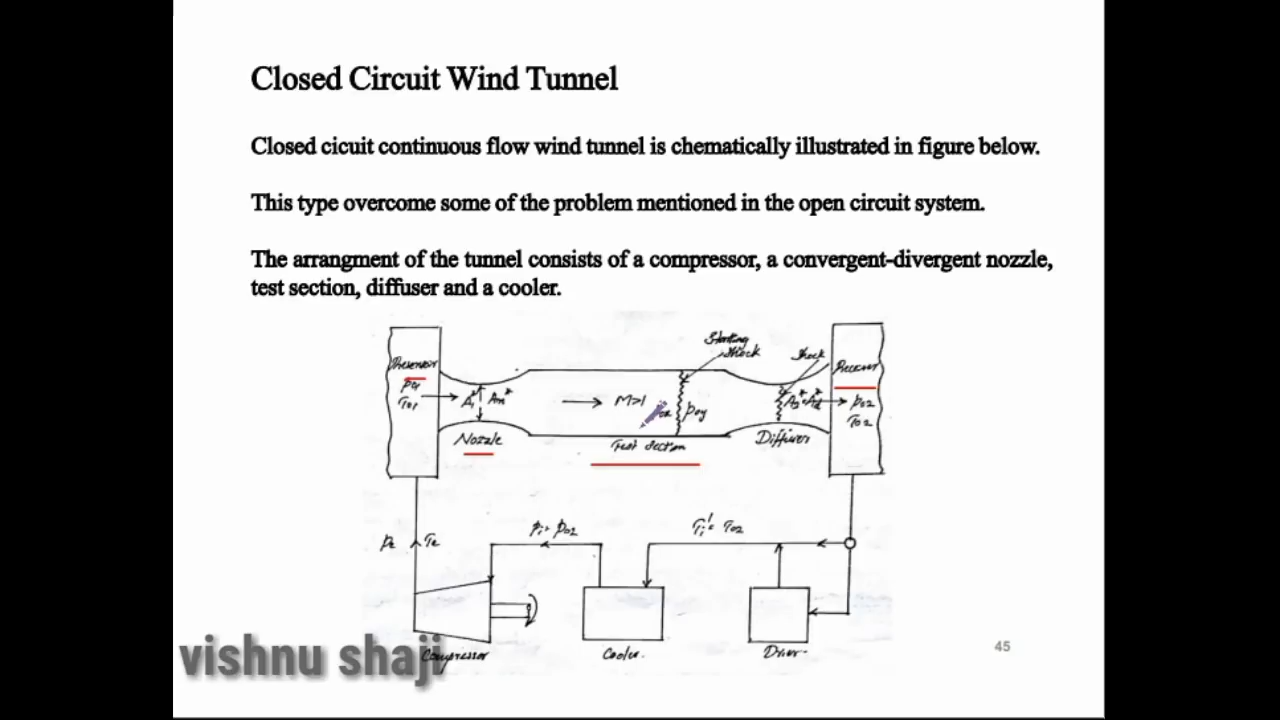 Closed Circuit Wind Tunnel
Closed cicuit continuous flow wind tunnel is chematically illustrated in figure below.
This type overcome some of the problem mentioned in the open circuit system.
The arrangment of the tunnel consists of a compressor, a convergent-divergent nozzle,
test section, diffuser and a cooler.
Starting
shock
Shock
M>1
Nozzle
Test Section
Diffuser
Compressor
Cooler.
45
vishnu shaji